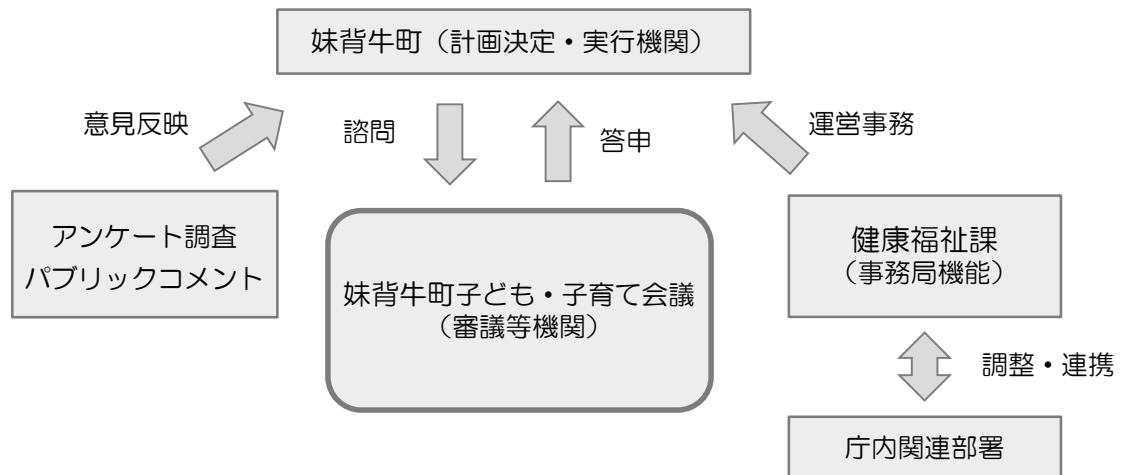 妹背牛町（計画決定・実行機関）
意見反映
諮問
答申
運営事務
アンケート調査
パブリックコメント
妹背牛町子ども・子育て会議
（審議等機関）
健康福祉課
（事務局機能）
調整・連携
庁内関連部署